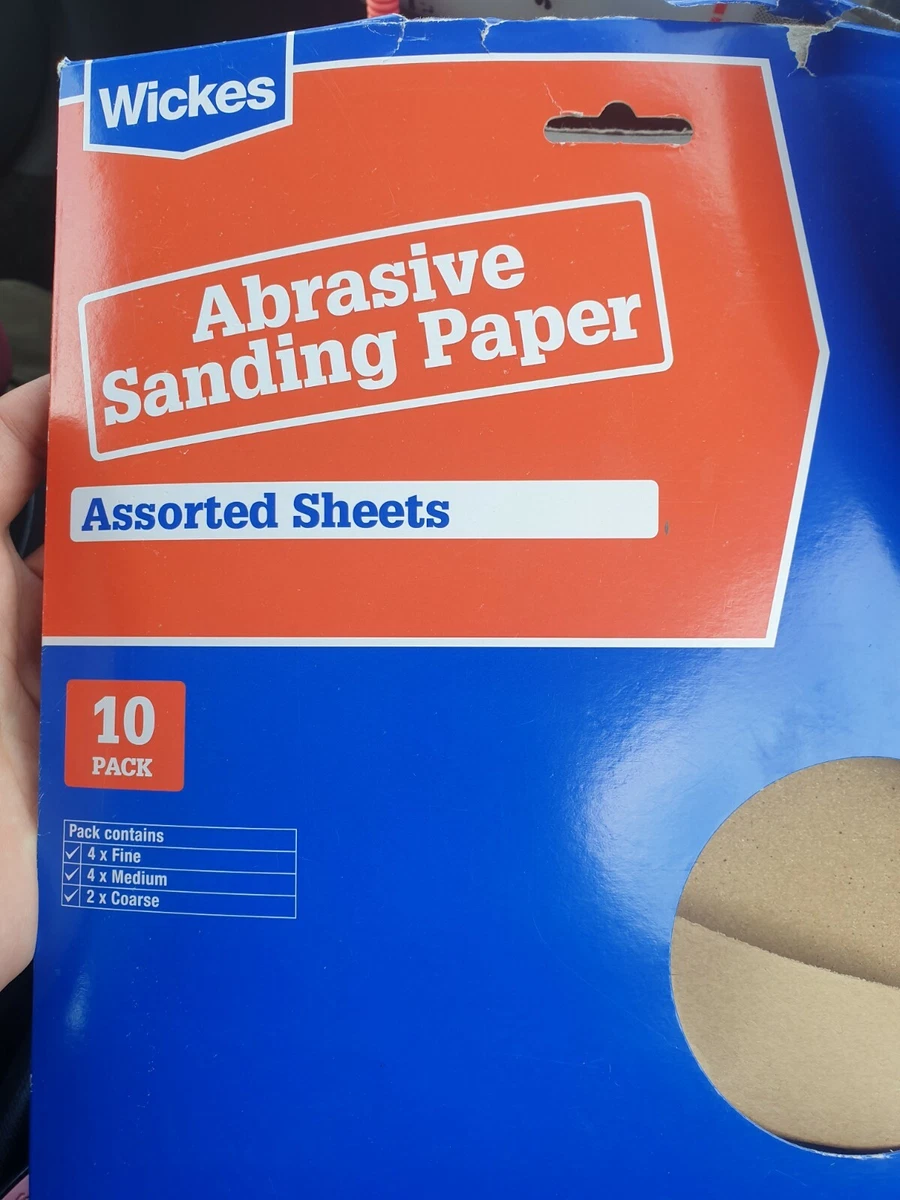 Wickes
Abrasive
Sanding Paper
Assorted Sheets
10
PACK
Pack contains
4 x Fine
4 x Medium
2 x Coarse